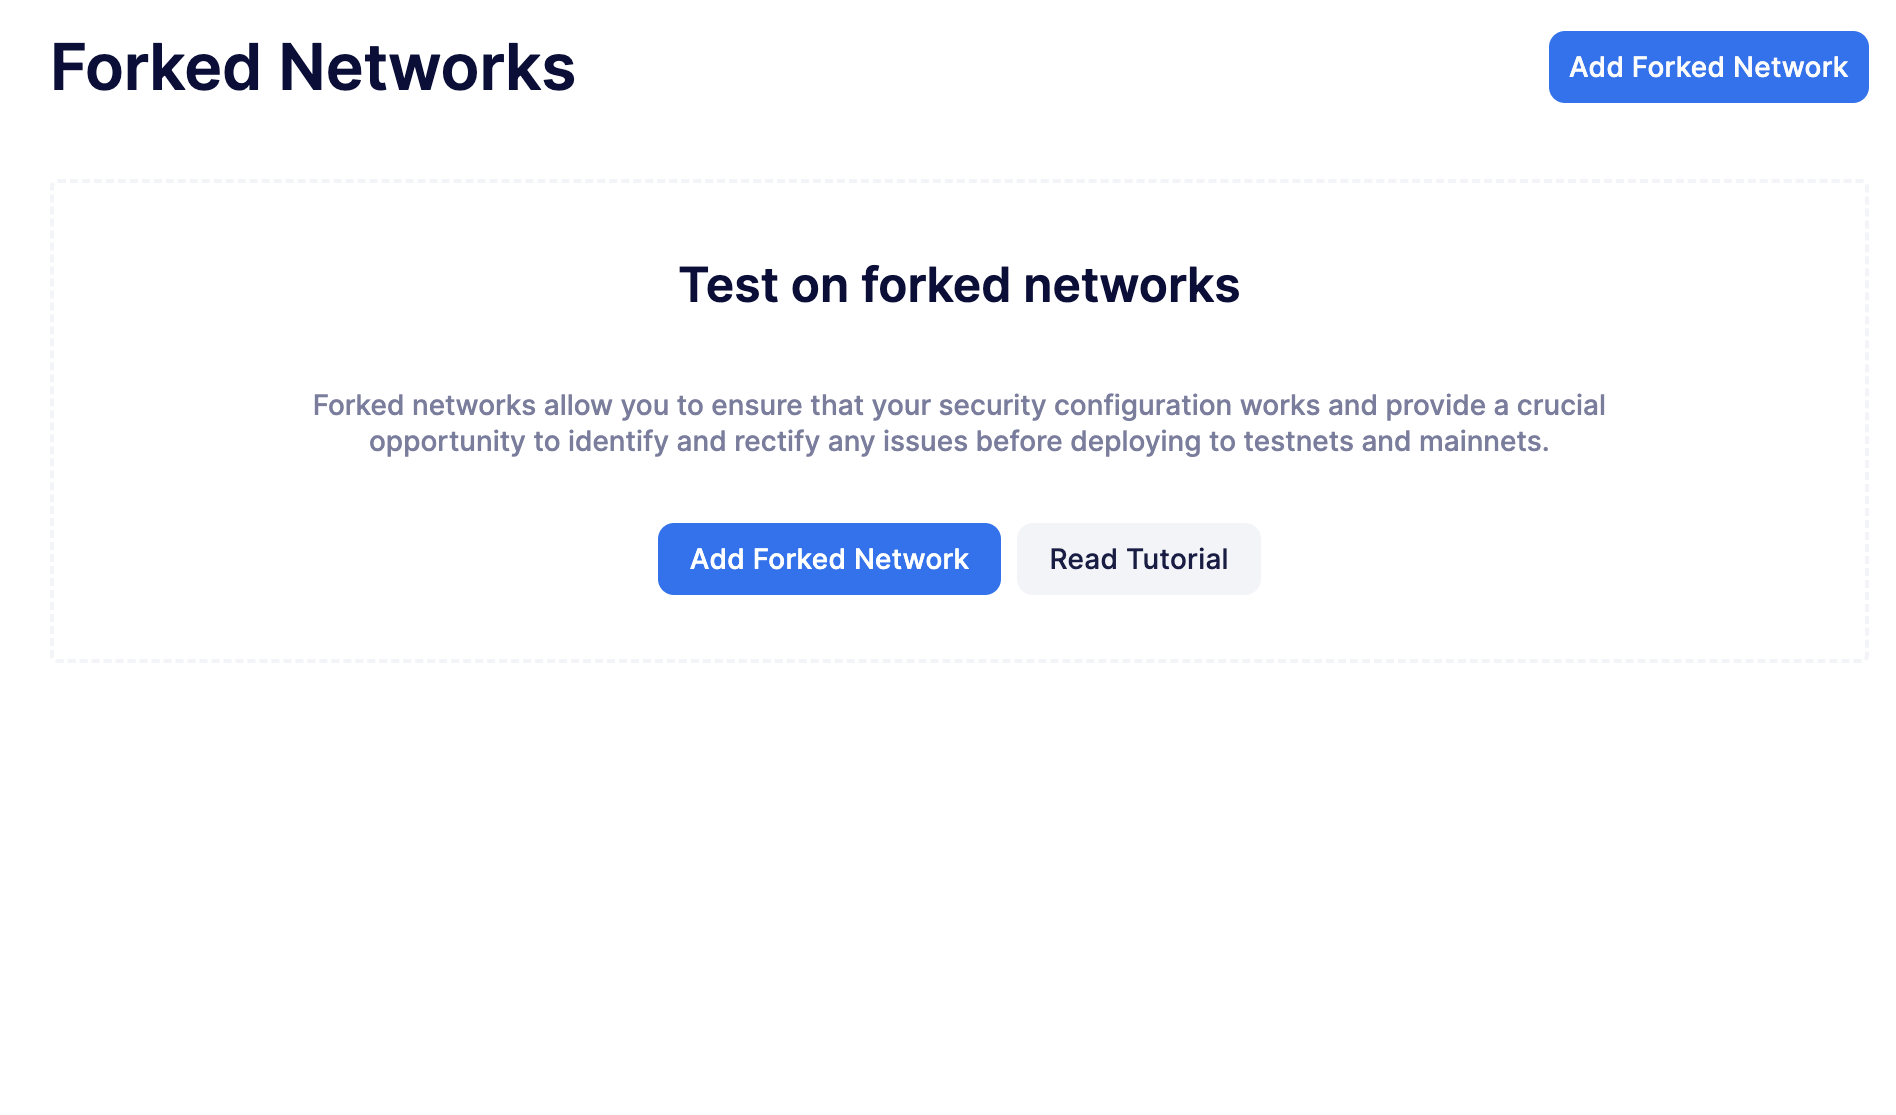 Forked Networks
Add Forked Network
Test on forked networks
Forked networks allow you to ensure that your security configuration works and provide a crucial
opportunity to identify and rectify any issues before deploying to testnets and mainnets.
Add Forked Network
Read Tutorial